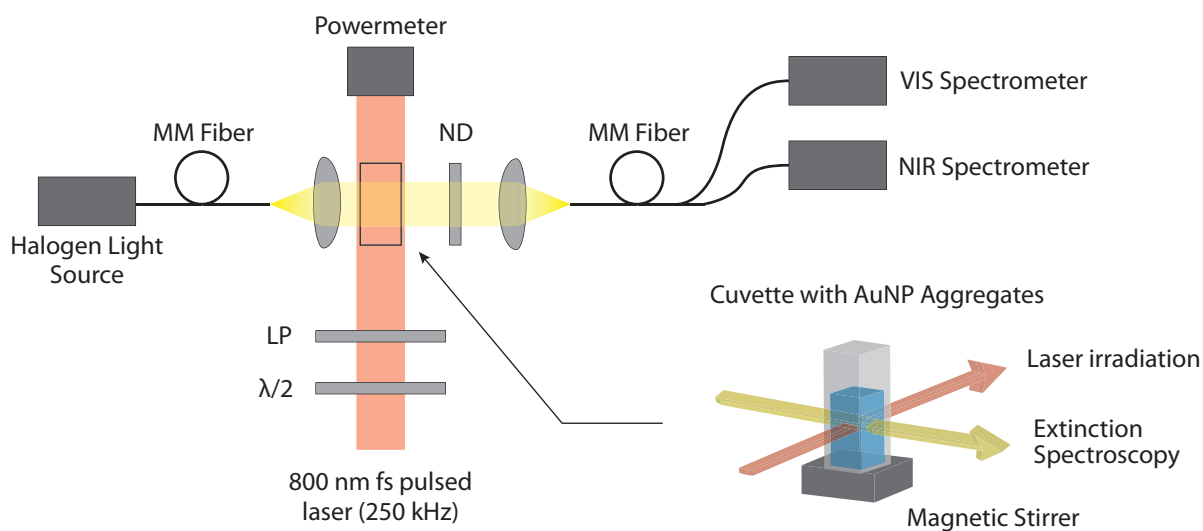 Powermeter
MM Fiber
ND
MM Fiber
VIS Spectrometer
NIR Spectrometer
Halogen Light
Source
LP
λ/2
800 nm fs pulsed
laser (250 kHz)
Cuvette with AuNP Aggregates
Laser irradiation
Extinction
Spectroscopy
Magnetic Stirrer